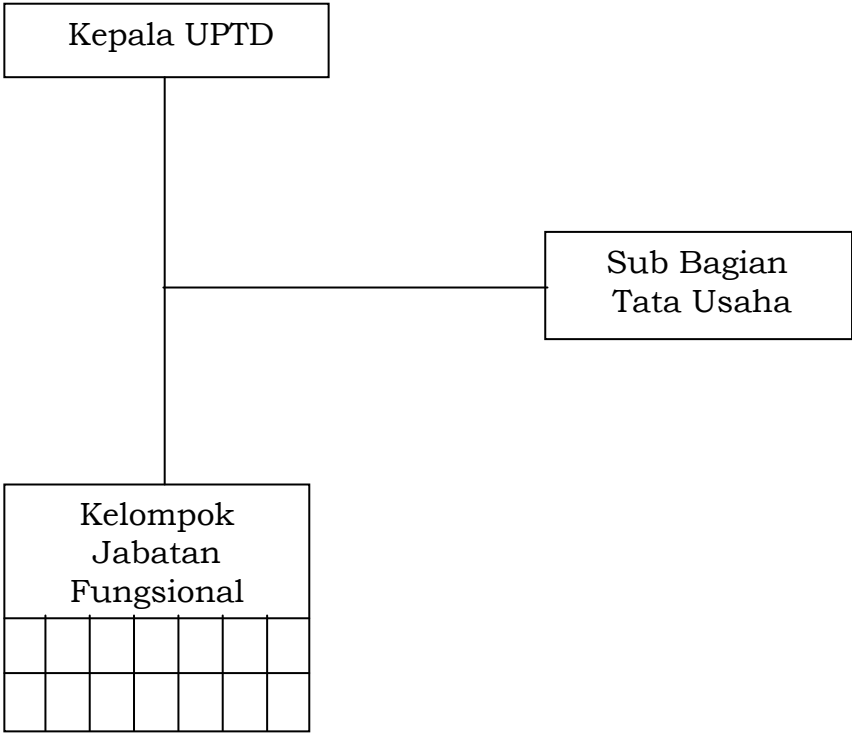 Kepala UPTD
Sub Bagian
Tata Usaha
Kelompok
Jabatan
Fungsional